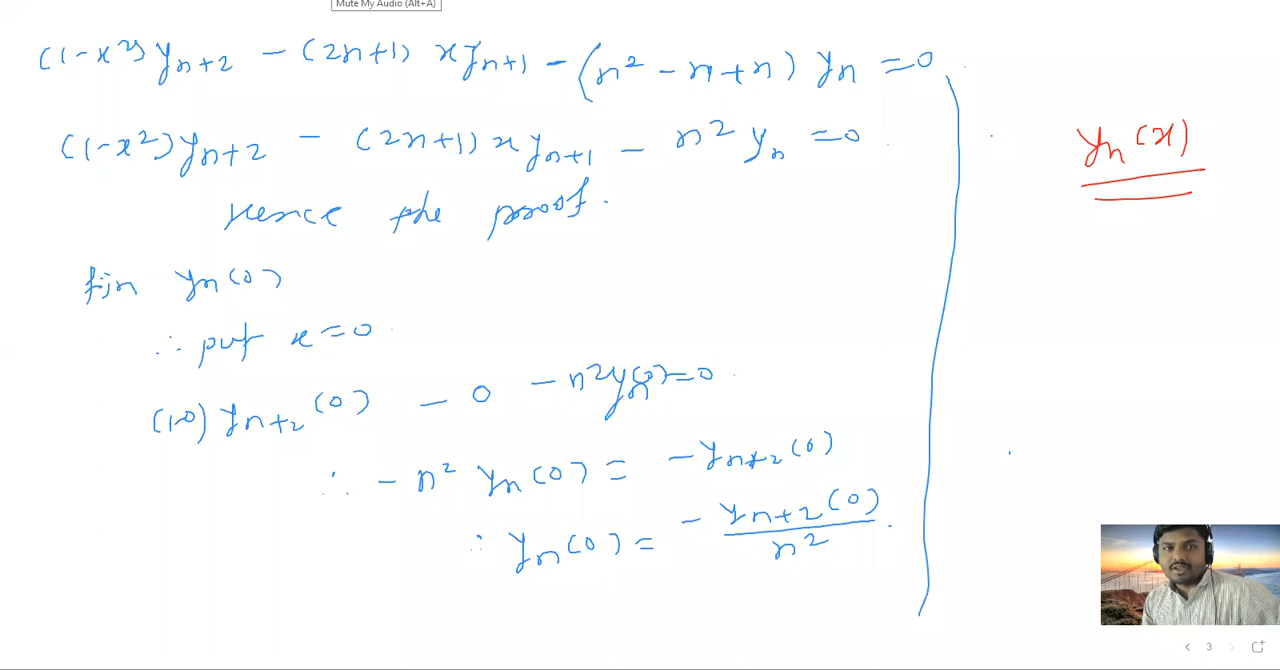 Mute My Audio (Alt+A)
(1-x²)yₙ₊₂ - (2n+1) xyₙ₊₁ - (n² - n + n) yₙ = 0
(1-x²)yₙ₊₂ - (2n+1) x yₙ₊₁ - n² yₙ = 0
yₙ(x)
Hence the proof.
fin yₙ(0)
∴ put x = 0
(1-0) yₙ₊₂(0) - 0 - n²yₙ(0) = 0
∴ - n² yₙ(0) = - yₙ₊₂(0)
∴ yₙ(0) = - yₙ₊₂(0) / n²
3